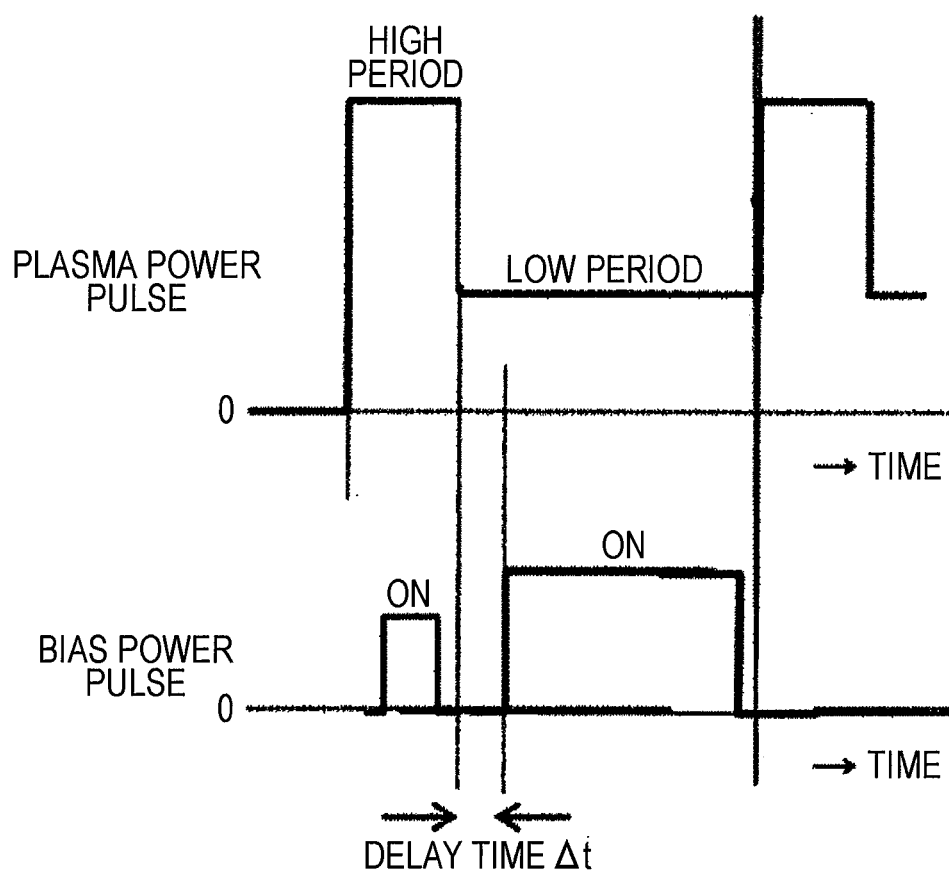 HIGH
PERIOD
PLASMA POWER
PULSE
LOW PERIOD
0
→ TIME
ON
ON
BIAS POWER
PULSE
0
→ TIME
DELAY TIME Δt